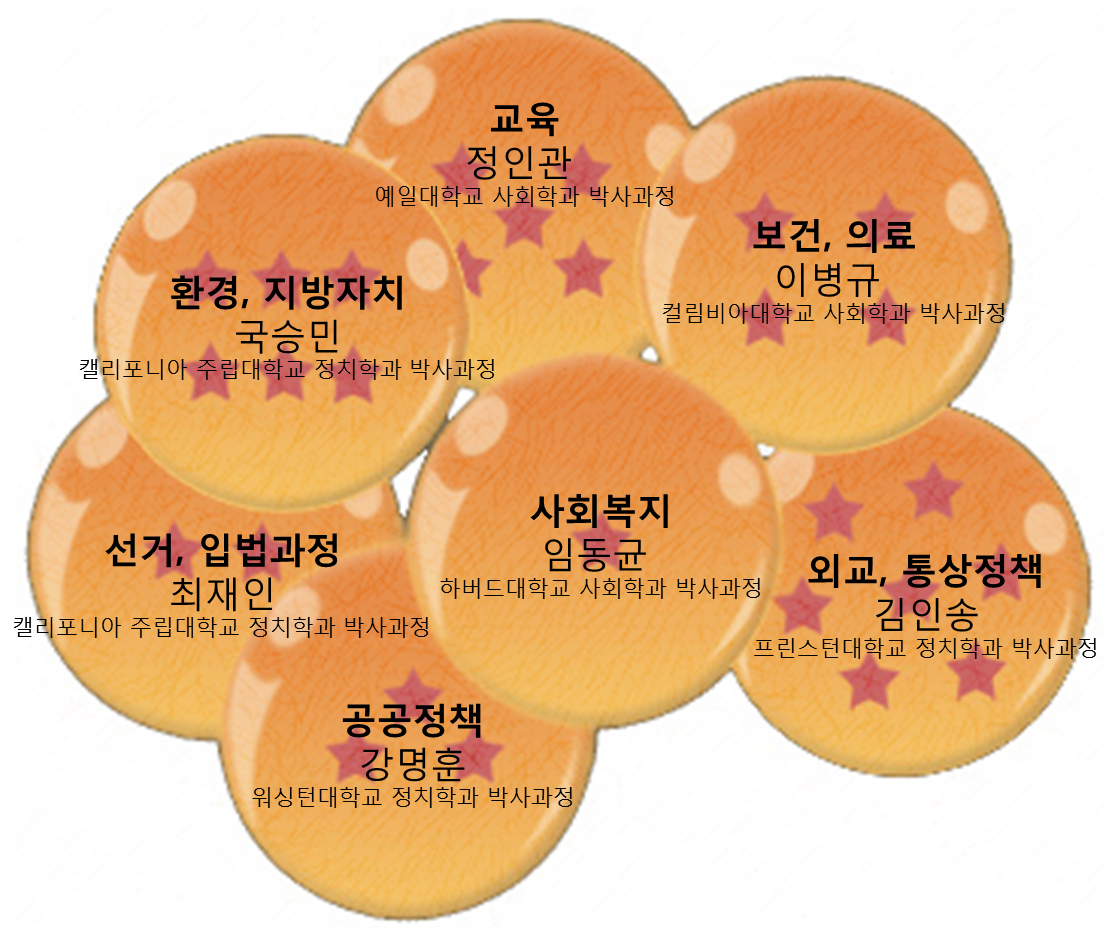 교육
정인관
예일대학교 사회학과 박사과정
보건, 의료
이병규
컬럼비아대학교 사회학과 박사과정
환경, 지방자치
국승민
캘리포니아 주립대학교 정치학과 박사과정
사회복지
임동균
하버드대학교 사회학과 박사과정
선거, 입법과정
최재인
캘리포니아 주립대학교 정치학과 박사과정
외교, 통상정책
김인송
프린스턴대학교 정치학과 박사과정
공공정책
강명훈
워싱턴대학교 정치학과 박사과정